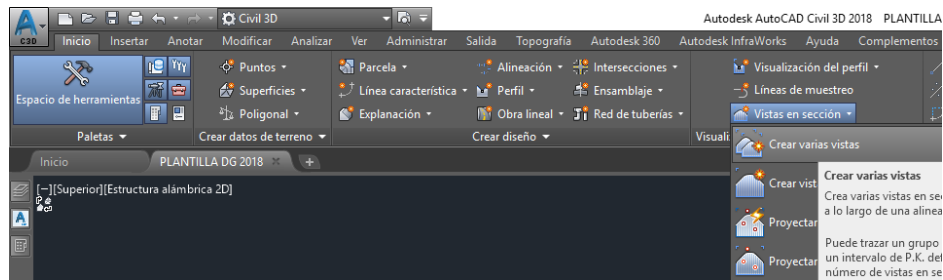 Civil 3D
Autodesk AutoCAD Civil 3D 2018 PLANTILLA
C3D
Inicio Insertar Anotar Modificar Analizar Ver Administrar Salida Topografía Autodesk 360 Autodesk InfraWorks Ayuda Complementos
Espacio de herramientas
Puntos
Parcela
Alineación
Intersecciones
Visualización del perfil
Superficies
Línea característica
Perfil
Ensamblaje
Líneas de muestreo
Poligonal
Explanación
Obra lineal
Red de tuberías
Vistas en sección
Paletas
Crear datos de terreno
Crear diseño
Visuali
Crear varias vistas
Inicio
PLANTILLA DG 2018
[−][Superior][Estructura alámbrica 2D]
Crear vist
Crear varias vistas
Crea varias vistas en se
a lo largo de una alinea
Proyectar
Puede trazar un grupo
Proyectar
un intervalo de P.K. def
número de vistas en se